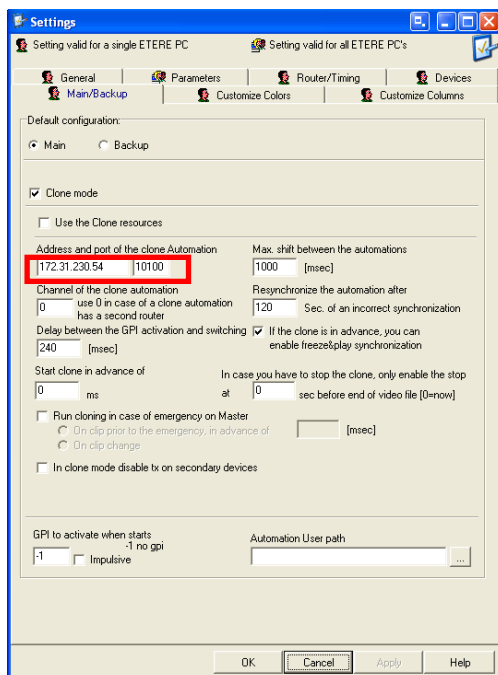 Settings
Setting valid for a single ETERE PC Setting valid for all ETERE PC's
General Parameters Router/Timing Devices
Main/Backup Customize Colors Customize Columns
Default configuration:
Main Backup
Clone mode
Use the Clone resources
Address and port of the clone Automation Max. shift between the automations
172.31.230.54 10100 1000 [msec]
Channel of the clone automation Resynchronize the automation after
0 use 0 in case of a clone automation has a second router 120 Sec. of an incorrect synchronization
Delay between the GPI activation and switching If the clone is in advance, you can
240 [msec] enable freeze&play synchronization
Start clone in advance of In case you have to stop the clone, only enable the stop
0 ms at 0 sec before end of video file [0=now]
Run cloning in case of emergency on Master
On clip prior to the emergency, in advance of [msec]
On clip change
In clone mode disable tx on secondary devices
GPI to activate when starts Automation User path
-1 no gpi
-1 Impulsive ...
OK Cancel Apply Help